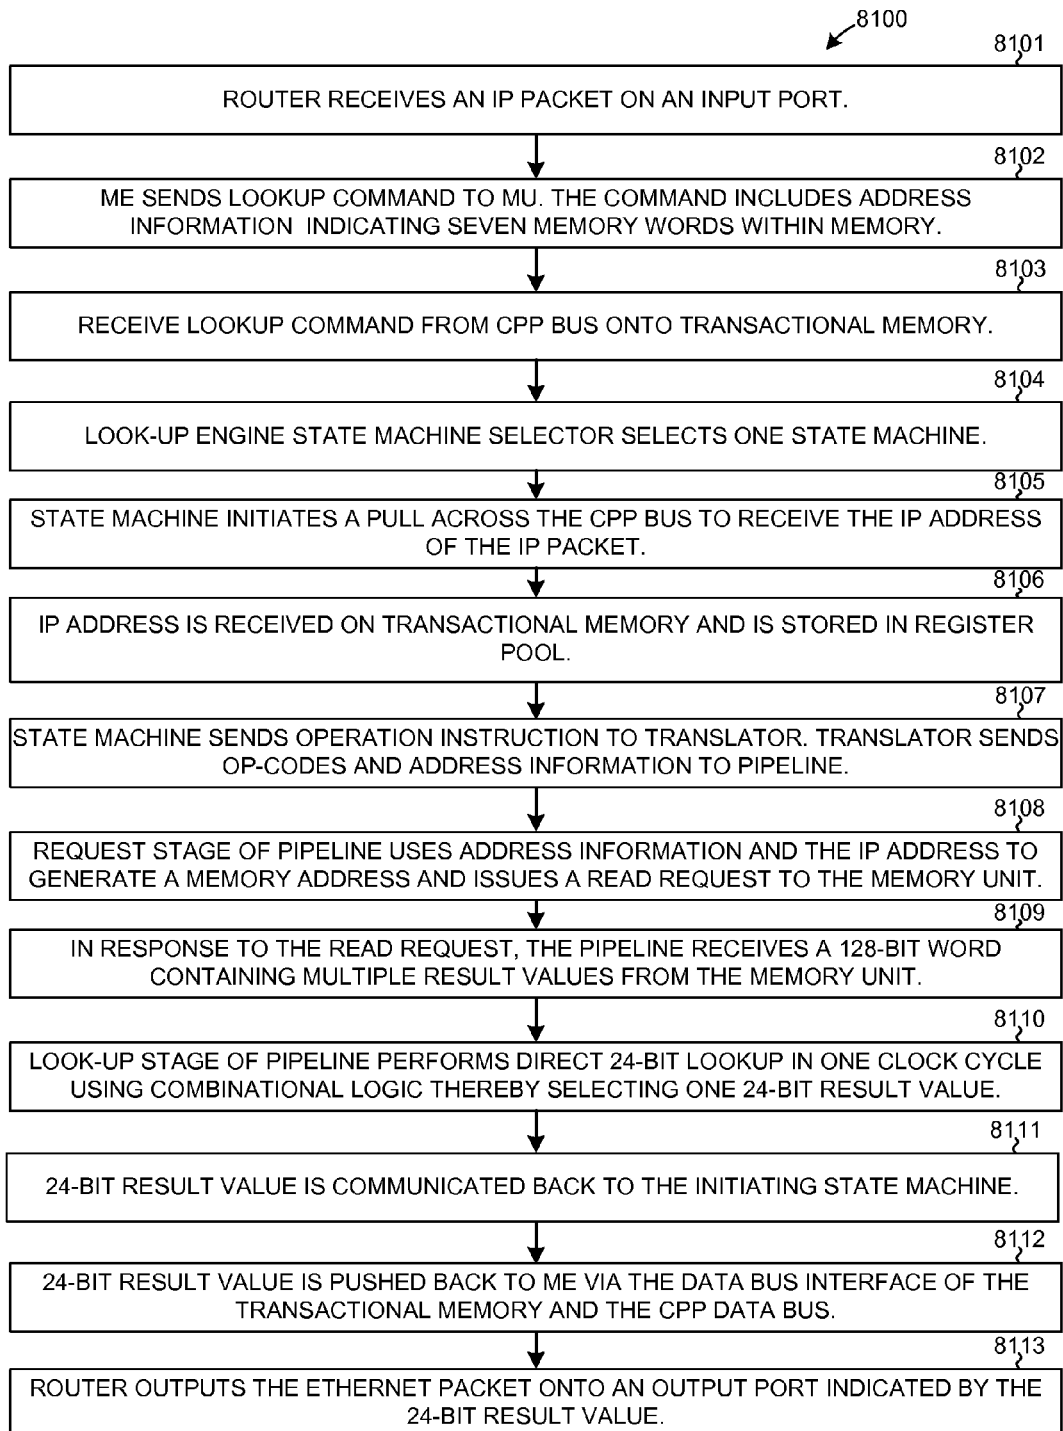 8100
8101
ROUTER RECEIVES AN IP PACKET ON AN INPUT PORT.
8102
ME SENDS LOOKUP COMMAND TO MU. THE COMMAND INCLUDES ADDRESS
INFORMATION INDICATING SEVEN MEMORY WORDS WITHIN MEMORY.
8103
RECEIVE LOOKUP COMMAND FROM CPP BUS ONTO TRANSACTIONAL MEMORY.
8104
LOOK-UP ENGINE STATE MACHINE SELECTOR SELECTS ONE STATE MACHINE.
8105
STATE MACHINE INITIATES A PULL ACROSS THE CPP BUS TO RECEIVE THE IP ADDRESS
OF THE IP PACKET.
8106
IP ADDRESS IS RECEIVED ON TRANSACTIONAL MEMORY AND IS STORED IN REGISTER
POOL.
8107
STATE MACHINE SENDS OPERATION INSTRUCTION TO TRANSLATOR. TRANSLATOR SENDS
OP-CODES AND ADDRESS INFORMATION TO PIPELINE.
8108
REQUEST STAGE OF PIPELINE USES ADDRESS INFORMATION AND THE IP ADDRESS TO
GENERATE A MEMORY ADDRESS AND ISSUES A READ REQUEST TO THE MEMORY UNIT.
8109
IN RESPONSE TO THE READ REQUEST, THE PIPELINE RECEIVES A 128-BIT WORD
CONTAINING MULTIPLE RESULT VALUES FROM THE MEMORY UNIT.
8110
LOOK-UP STAGE OF PIPELINE PERFORMS DIRECT 24-BIT LOOKUP IN ONE CLOCK CYCLE
USING COMBINATIONAL LOGIC THEREBY SELECTING ONE 24-BIT RESULT VALUE.
8111
24-BIT RESULT VALUE IS COMMUNICATED BACK TO THE INITIATING STATE MACHINE.
8112
24-BIT RESULT VALUE IS PUSHED BACK TO ME VIA THE DATA BUS INTERFACE OF THE
TRANSACTIONAL MEMORY AND THE CPP DATA BUS.
8113
ROUTER OUTPUTS THE ETHERNET PACKET ONTO AN OUTPUT PORT INDICATED BY THE
24-BIT RESULT VALUE.